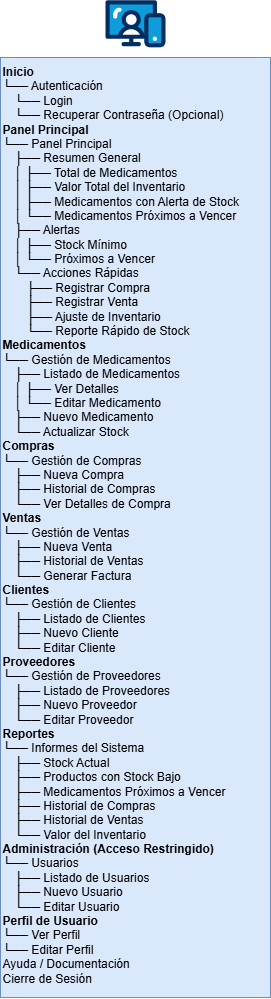 Inicio
└── Autenticación
    └── Login
    └── Recuperar Contraseña (Opcional)
Panel Principal
└── Panel Principal
    ├── Resumen General
    │   ├── Total de Medicamentos
    │   ├── Valor Total del Inventario
    │   ├── Medicamentos con Alerta de Stock
    │   └── Medicamentos Próximos a Vencer
    ├── Alertas
    │   ├── Stock Mínimo
    │   └── Próximos a Vencer
    └── Acciones Rápidas
        ├── Registrar Compra
        ├── Registrar Venta
        ├── Ajuste de Inventario
        └── Reporte Rápido de Stock
Medicamentos
└── Gestión de Medicamentos
    ├── Listado de Medicamentos
    │   ├── Ver Detalles
    │   └── Editar Medicamento
    ├── Nuevo Medicamento
    └── Actualizar Stock
Compras
└── Gestión de Compras
    ├── Nueva Compra
    ├── Historial de Compras
    └── Ver Detalles de Compra
Ventas
└── Gestión de Ventas
    ├── Nueva Venta
    ├── Historial de Ventas
    └── Generar Factura
Clientes
└── Gestión de Clientes
    ├── Listado de Clientes
    ├── Nuevo Cliente
    └── Editar Cliente
Proveedores
└── Gestión de Proveedores
    ├── Listado de Proveedores
    ├── Nuevo Proveedor
    └── Editar Proveedor
Reportes
└── Informes del Sistema
    ├── Stock Actual
    ├── Productos con Stock Bajo
    ├── Medicamentos Próximos a Vencer
    ├── Historial de Compras
    ├── Historial de Ventas
    └── Valor del Inventario
Administración (Acceso Restringido)
└── Usuarios
    ├── Listado de Usuarios
    ├── Nuevo Usuario
    └── Editar Usuario
Perfil de Usuario
└── Ver Perfil
└── Editar Perfil
Ayuda / Documentación
Cierre de Sesión